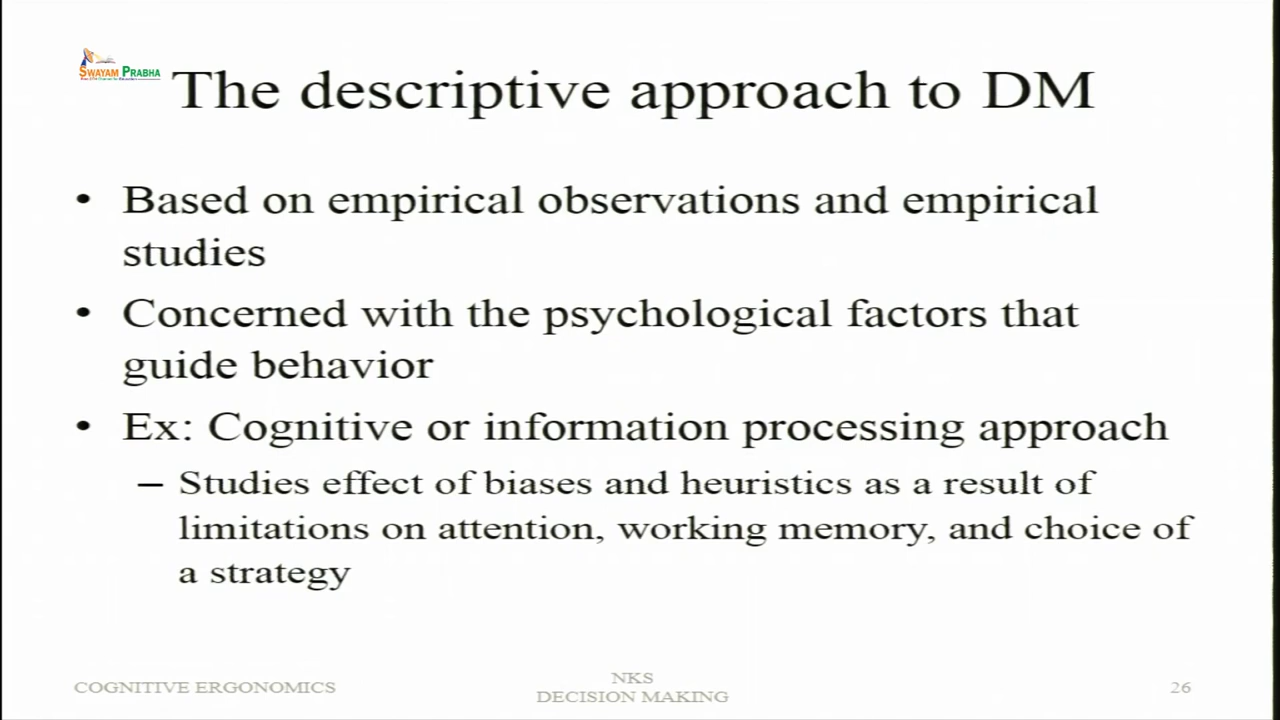 SWAYAM PRABHA
The descriptive approach to DM
• Based on empirical observations and empirical
studies
• Concerned with the psychological factors that
guide behavior
• Ex: Cognitive or information processing approach
– Studies effect of biases and heuristics as a result of
limitations on attention, working memory, and choice of
a strategy
COGNITIVE ERGONOMICS
NKS
DECISION MAKING
26